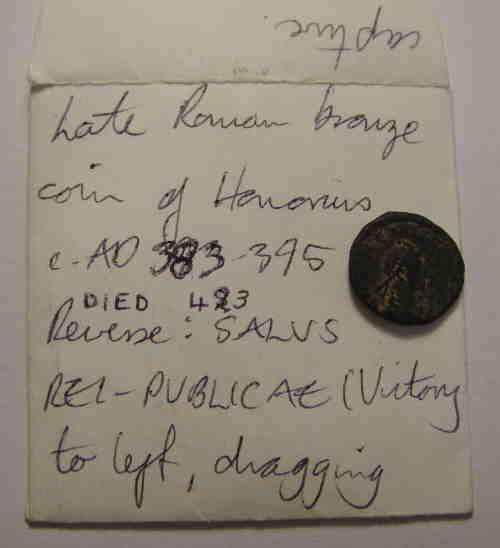 captive.
Late Roman bronze
coin of Honorius
c. AD 383-395
DIED 423
Reverse: SALUS
REI-PUBLICAE (Victory
to left, dragging